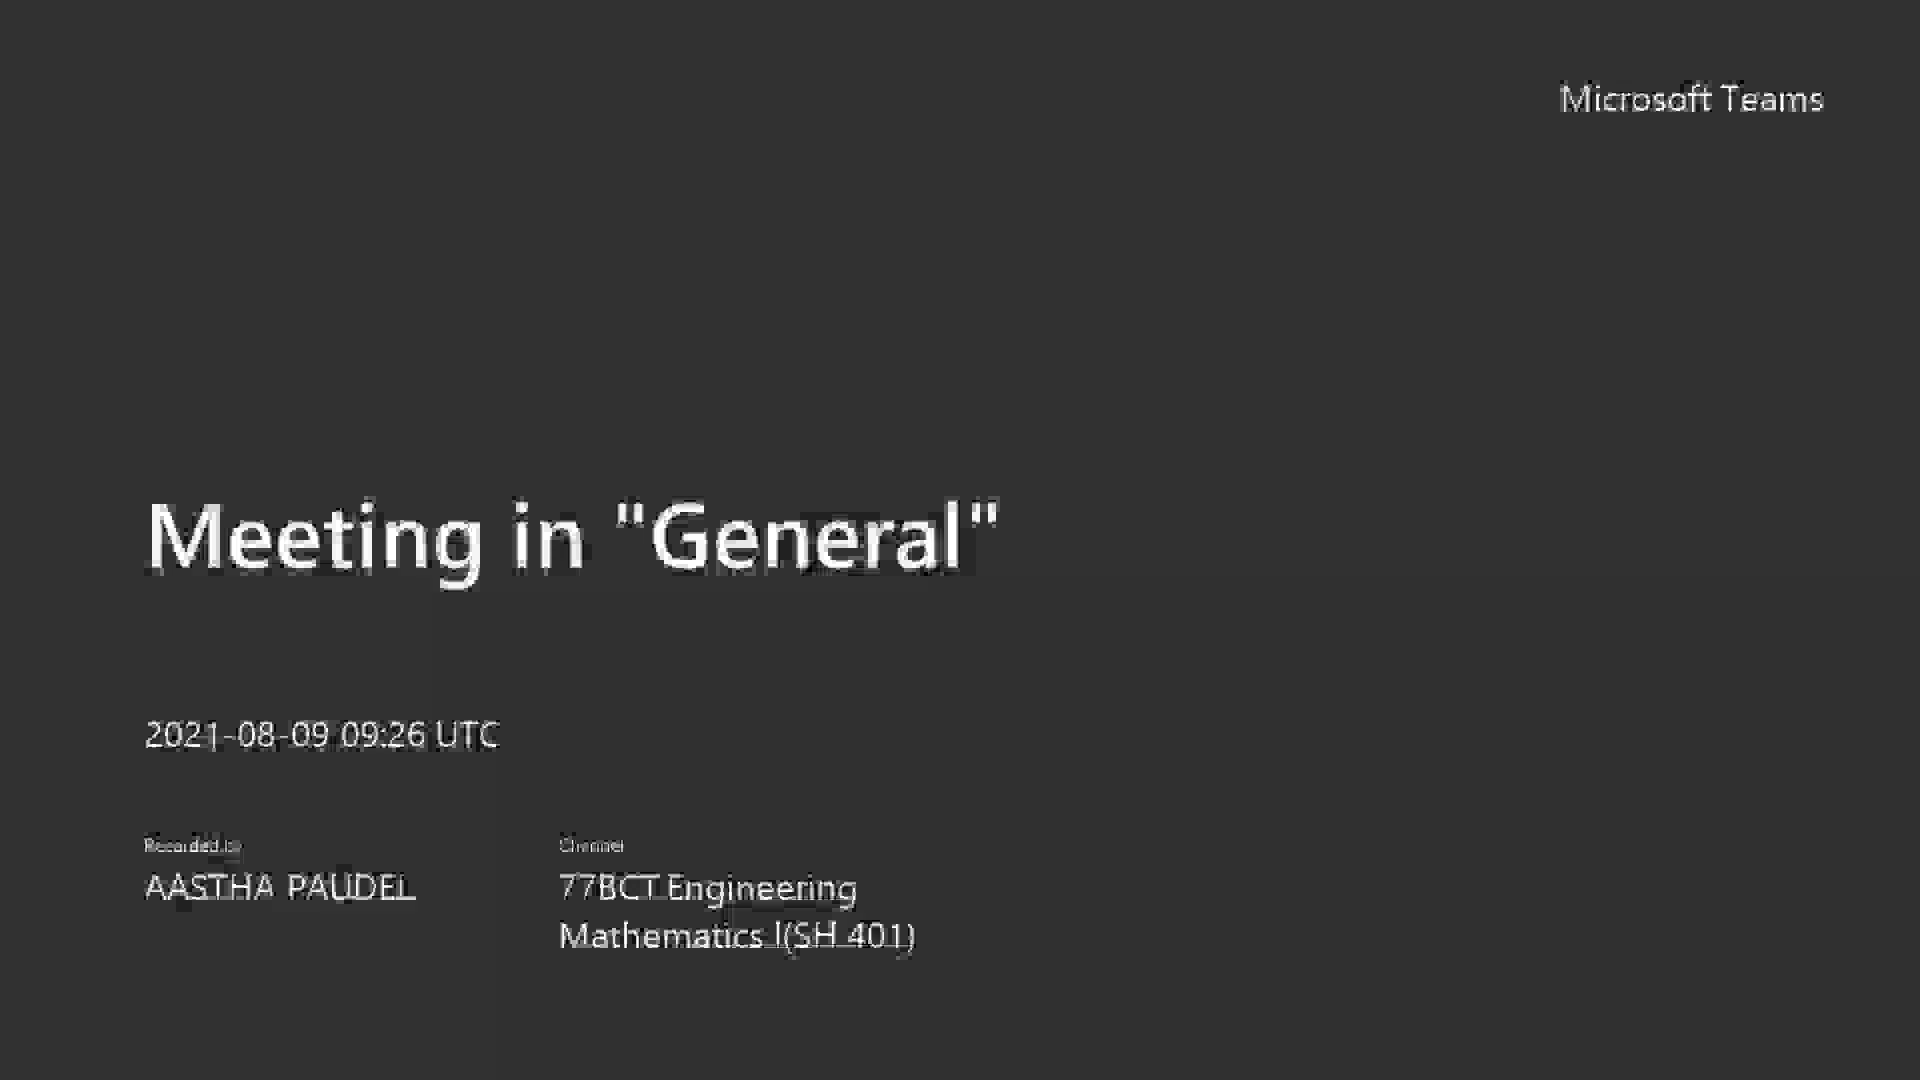 Microsoft Teams
Meeting in "General"
2021-08-09 09:26 UTC
Recorded by
AASTHA PAUDEL
Channel
77BCT Engineering
Mathematics I(SH 401)